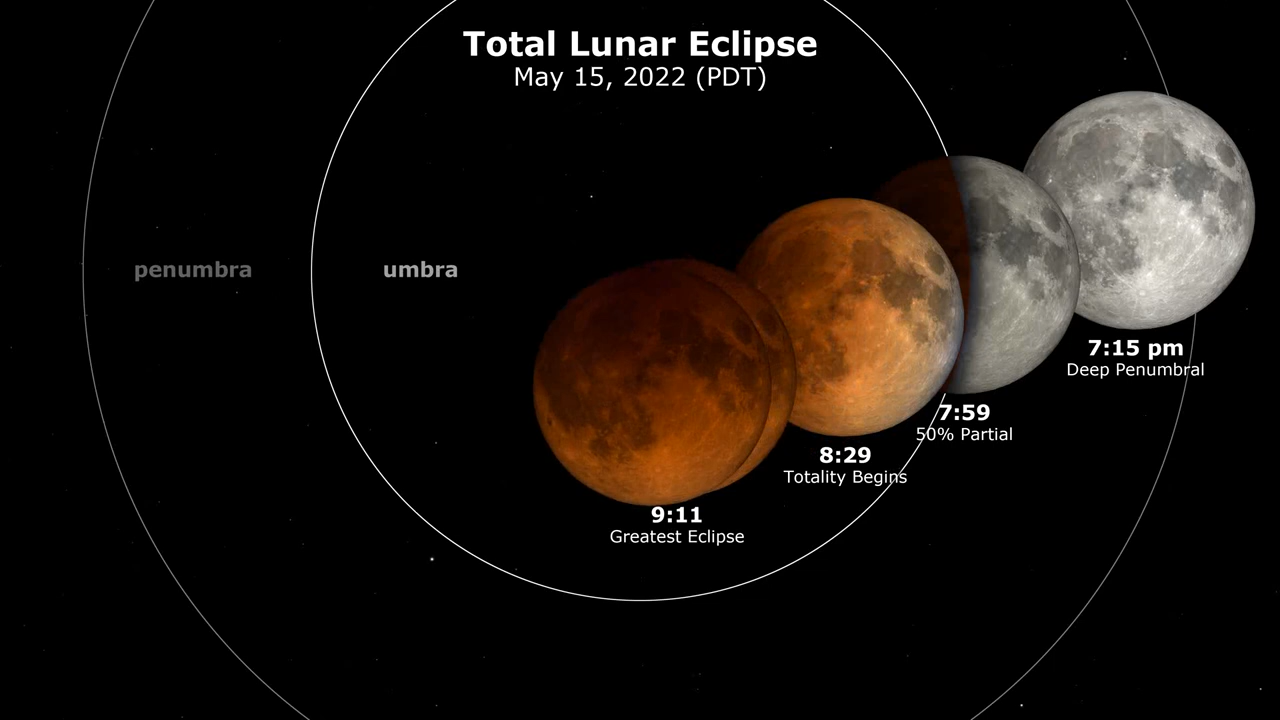 Total Lunar Eclipse
May 15, 2022 (PDT)
penumbra
umbra
7:15 pm
Deep Penumbral
7:59
50% Partial
8:29
Totality Begins
9:11
Greatest Eclipse